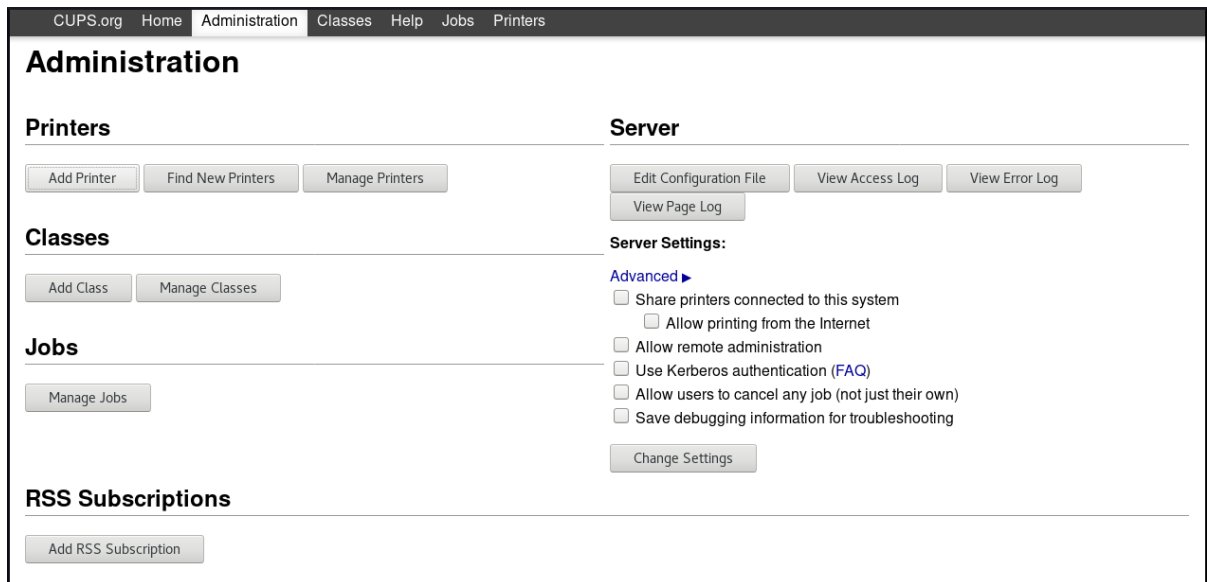 CUPS.org Home Administration Classes Help Jobs Printers
Administration
Printers
Add Printer Find New Printers Manage Printers
Classes
Add Class Manage Classes
Jobs
Manage Jobs
Server
Edit Configuration File View Access Log View Error Log
View Page Log
Server Settings:
Advanced ▶
Share printers connected to this system
Allow printing from the Internet
Allow remote administration
Use Kerberos authentication (FAQ)
Allow users to cancel any job (not just their own)
Save debugging information for troubleshooting
Change Settings
RSS Subscriptions
Add RSS Subscription